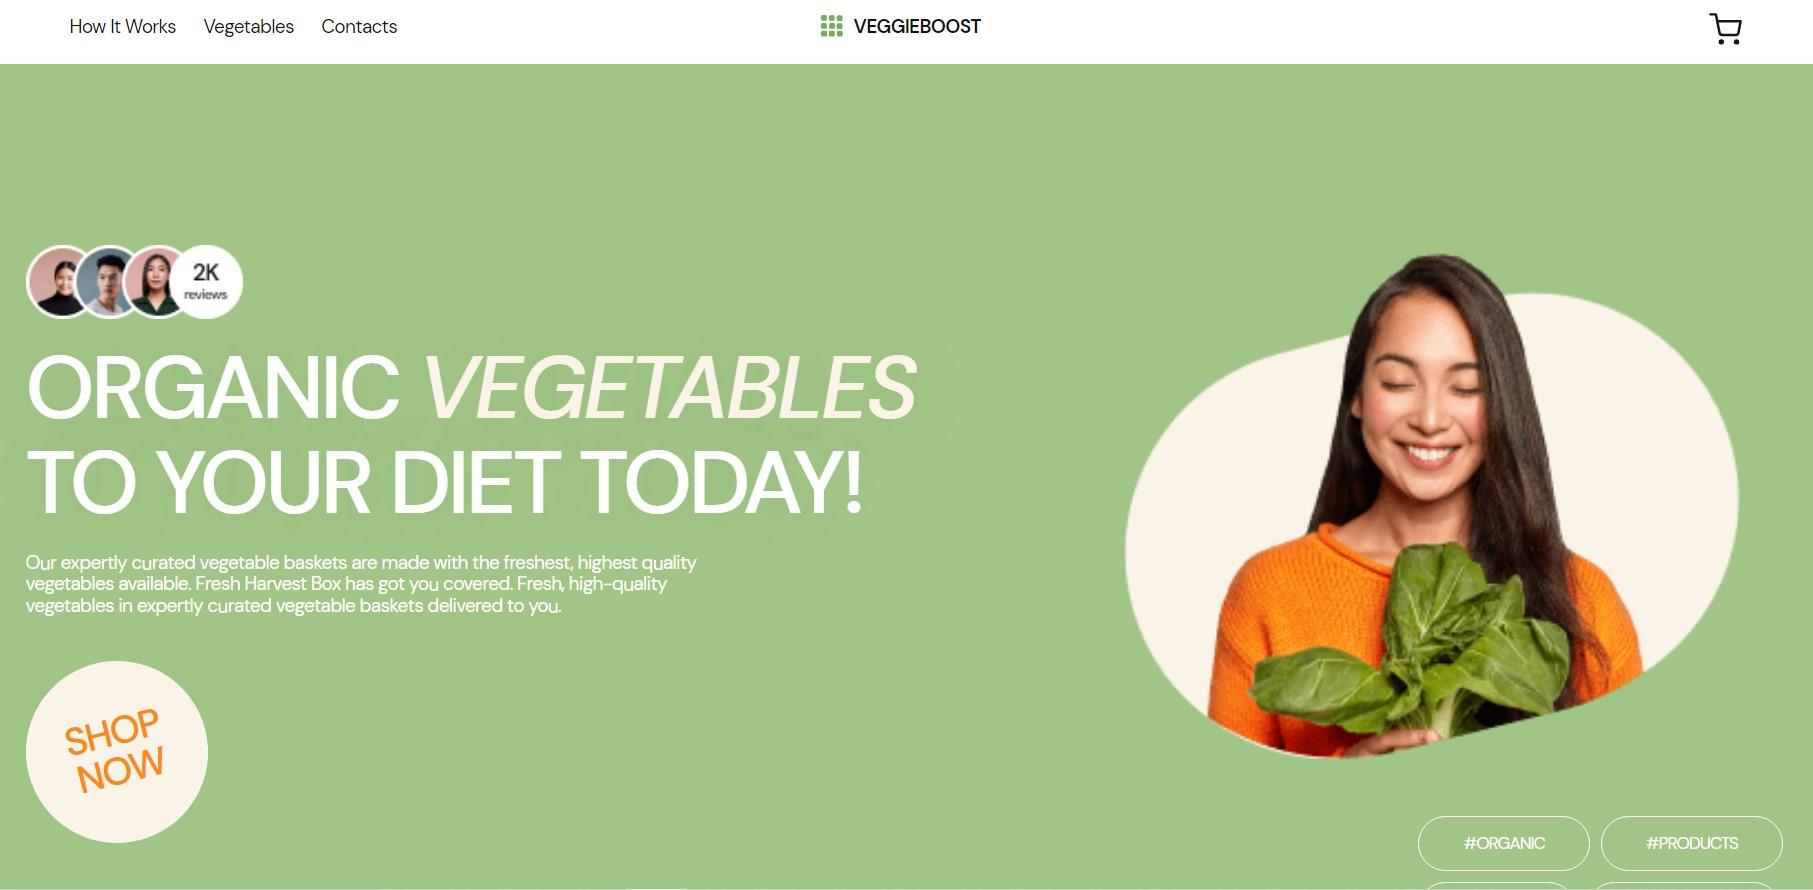 How It Works Vegetables Contacts
VEGGIEBOOST
2K
reviews
ORGANIC VEGETABLES
TO YOUR DIET TODAY!
Our expertly curated vegetable baskets are made with the freshest, highest quality
vegetables available. Fresh Harvest Box has got you covered. Fresh, high-quality
vegetables in expertly curated vegetable baskets delivered to you.
SHOP
NOW
#ORGANIC #PRODUCTS